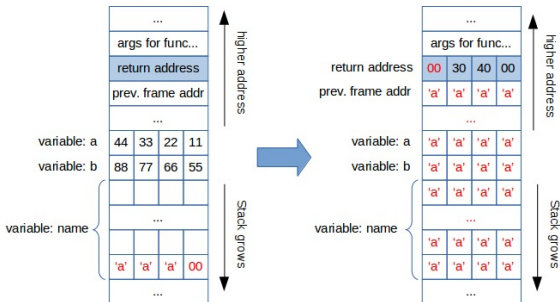 ...
args for func...
return address
prev. frame addr
...
variable: a 44 33 22 11
variable: b 88 77 66 55
variable: name
...
'a' 'a' 'a' 00
...
higher address
Stack grows
...
args for func...
return address 00 30 40 00
prev. frame addr 'a' 'a' 'a' 'a'
...
variable: a 'a' 'a' 'a' 'a'
variable: b 'a' 'a' 'a' 'a'
'a' 'a' 'a' 'a'
variable: name
...
'a' 'a' 'a' 'a'
'a' 'a' 'a' 'a'
...
higher address
Stack grows